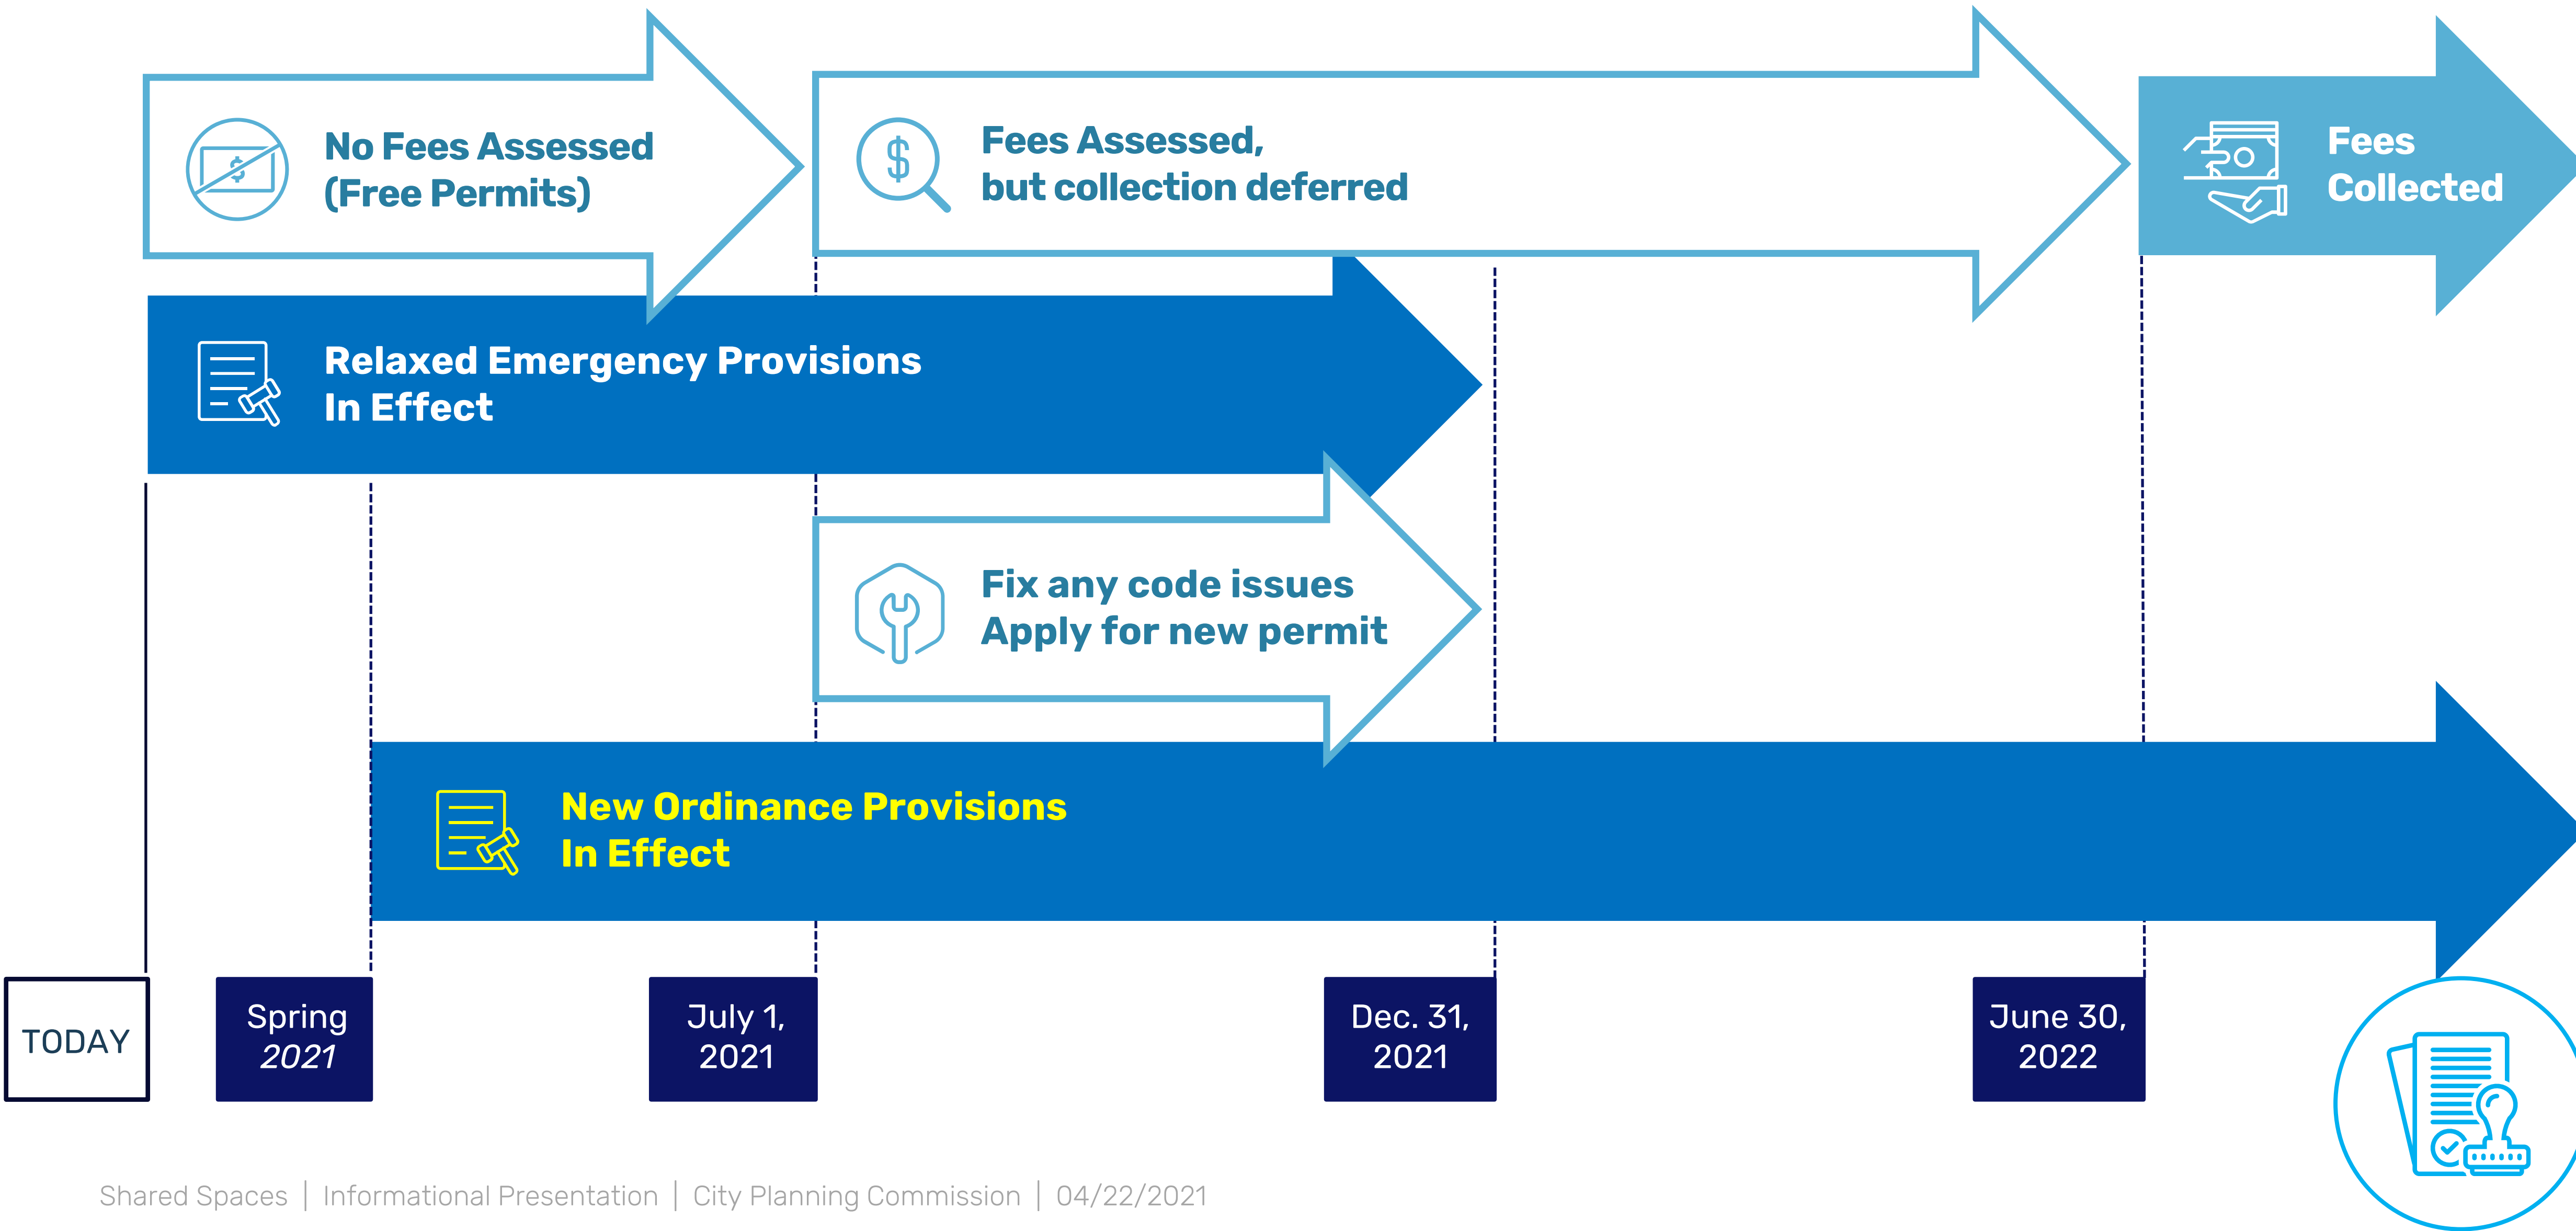 No Fees Assessed
(Free Permits)
$
Fees Assessed,
but collection deferred
$
Fees
Collected
Relaxed Emergency Provisions
In Effect
Fix any code issues
Apply for new permit
New Ordinance Provisions
In Effect
TODAY
Spring
2021
July 1,
2021
Dec. 31,
2021
June 30,
2022
Shared Spaces | Informational Presentation | City Planning Commission | 04/22/2021